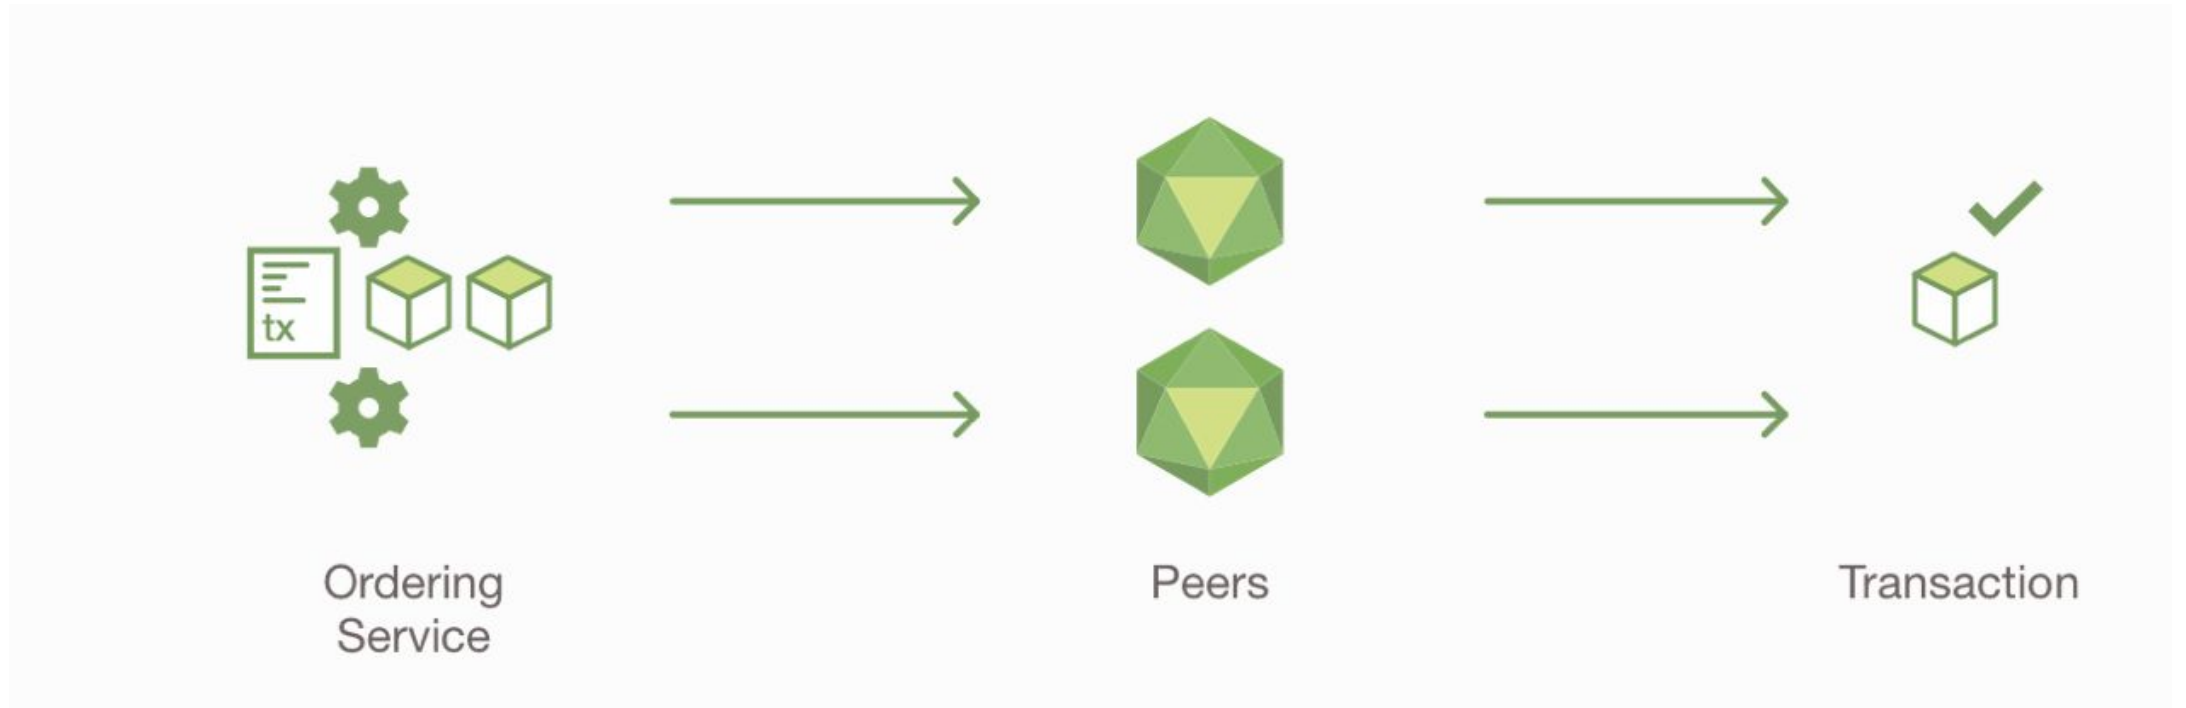 tx
Ordering
Service
Peers
Transaction